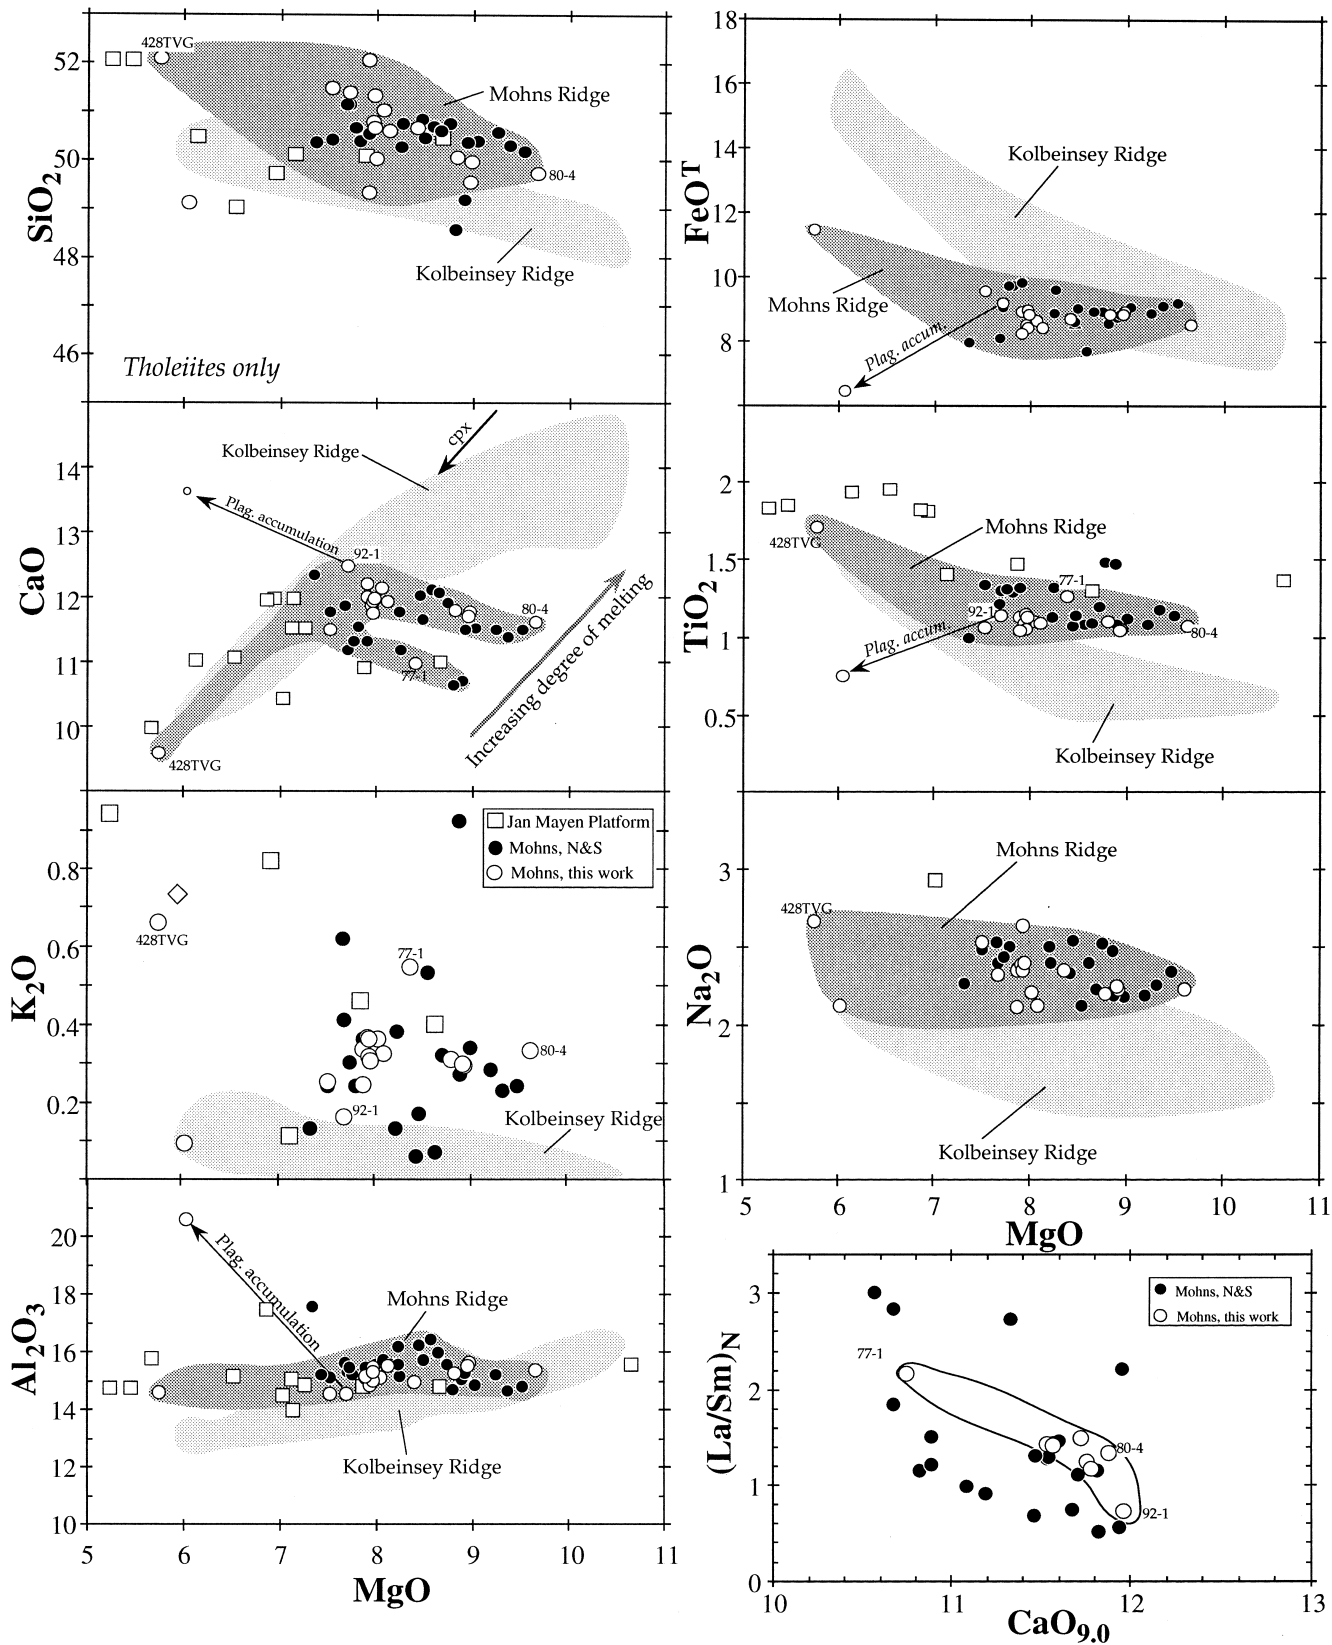 52
50
48
46
SiO2
428TVG
Mohns Ridge
80-4
Kolbeinsey Ridge
Tholeiites only
18
16
14
12
10
8
FeO^T
Kolbeinsey Ridge
Mohns Ridge
Plag. accum.
14
13
12
11
10
CaO
Kolbeinsey Ridge
cpx
Plag. accumulation
92-1
80-4
77-1
428TVG
Increasing degree of melting
2
1.5
1
0.5
TiO2
Mohns Ridge
428TVG
77-1
92-1
Plag. accum.
80-4
Kolbeinsey Ridge
0.8
0.6
0.4
0.2
K2O
Jan Mayen Platform
Mohns, N&S
Mohns, this work
428TVG
77-1
80-4
92-1
Kolbeinsey Ridge
3
2
1
Na2O
Mohns Ridge
428TVG
Kolbeinsey Ridge
5 6 7 8 9 10 11
MgO
20
18
16
14
12
10
Al2O3
Plag. accumulation
Mohns Ridge
Kolbeinsey Ridge
5 6 7 8 9 10 11
MgO
3
2
1
0
(La/Sm)N
Mohns, N&S
Mohns, this work
77-1
80-4
92-1
10 11 12 13
CaO9.0